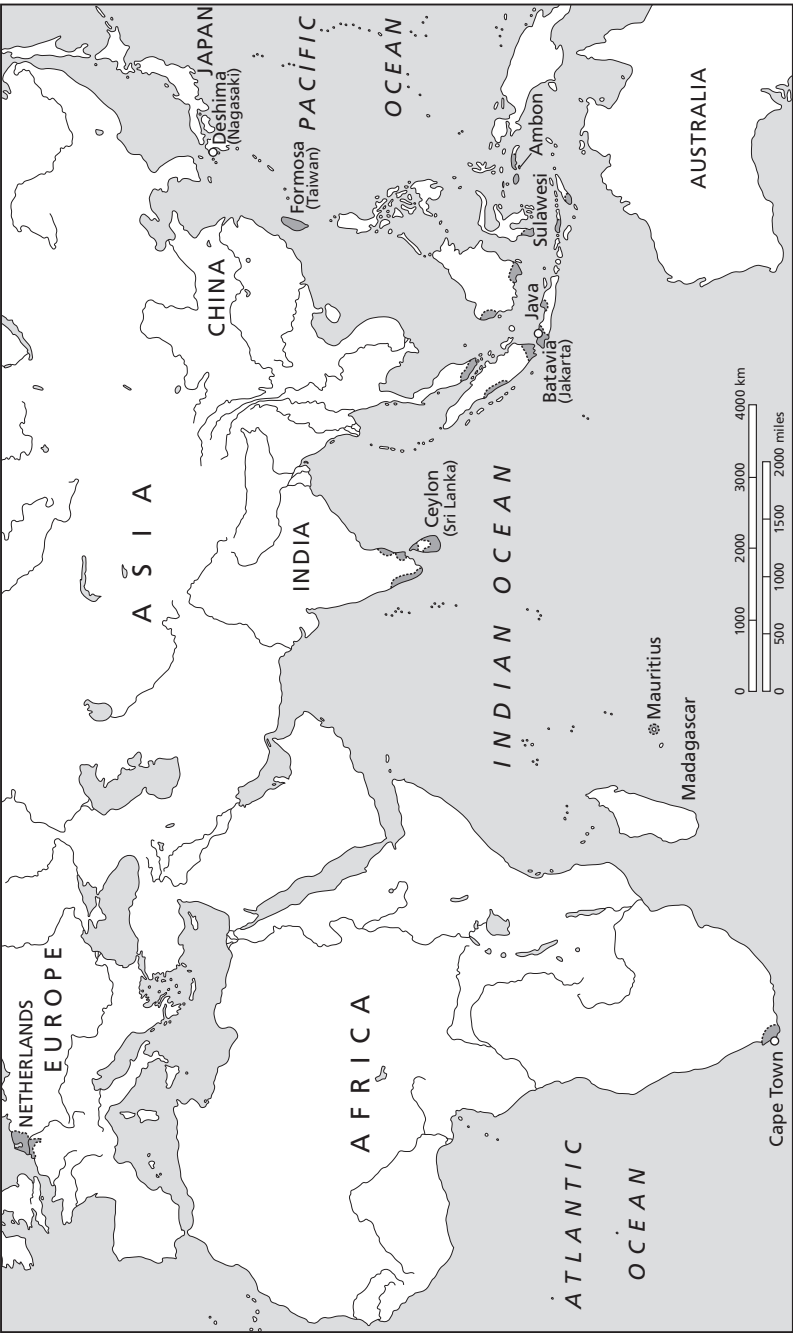 NETHERLANDS
EUROPE
ASIA
CHINA
JAPAN
Deshima
(Nagasaki)
PACIFIC
OCEAN
Formosa
(Taiwan)
INDIA
Ceylon
(Sri Lanka)
AFRICA
ATLANTIC
OCEAN
INDIAN OCEAN
Batavia
(Jakarta)
Java
Sulawesi
Ambon
AUSTRALIA
Mauritius
Madagascar
Cape Town
0 1000 2000 3000 4000 km
0 500 1000 1500 2000 miles